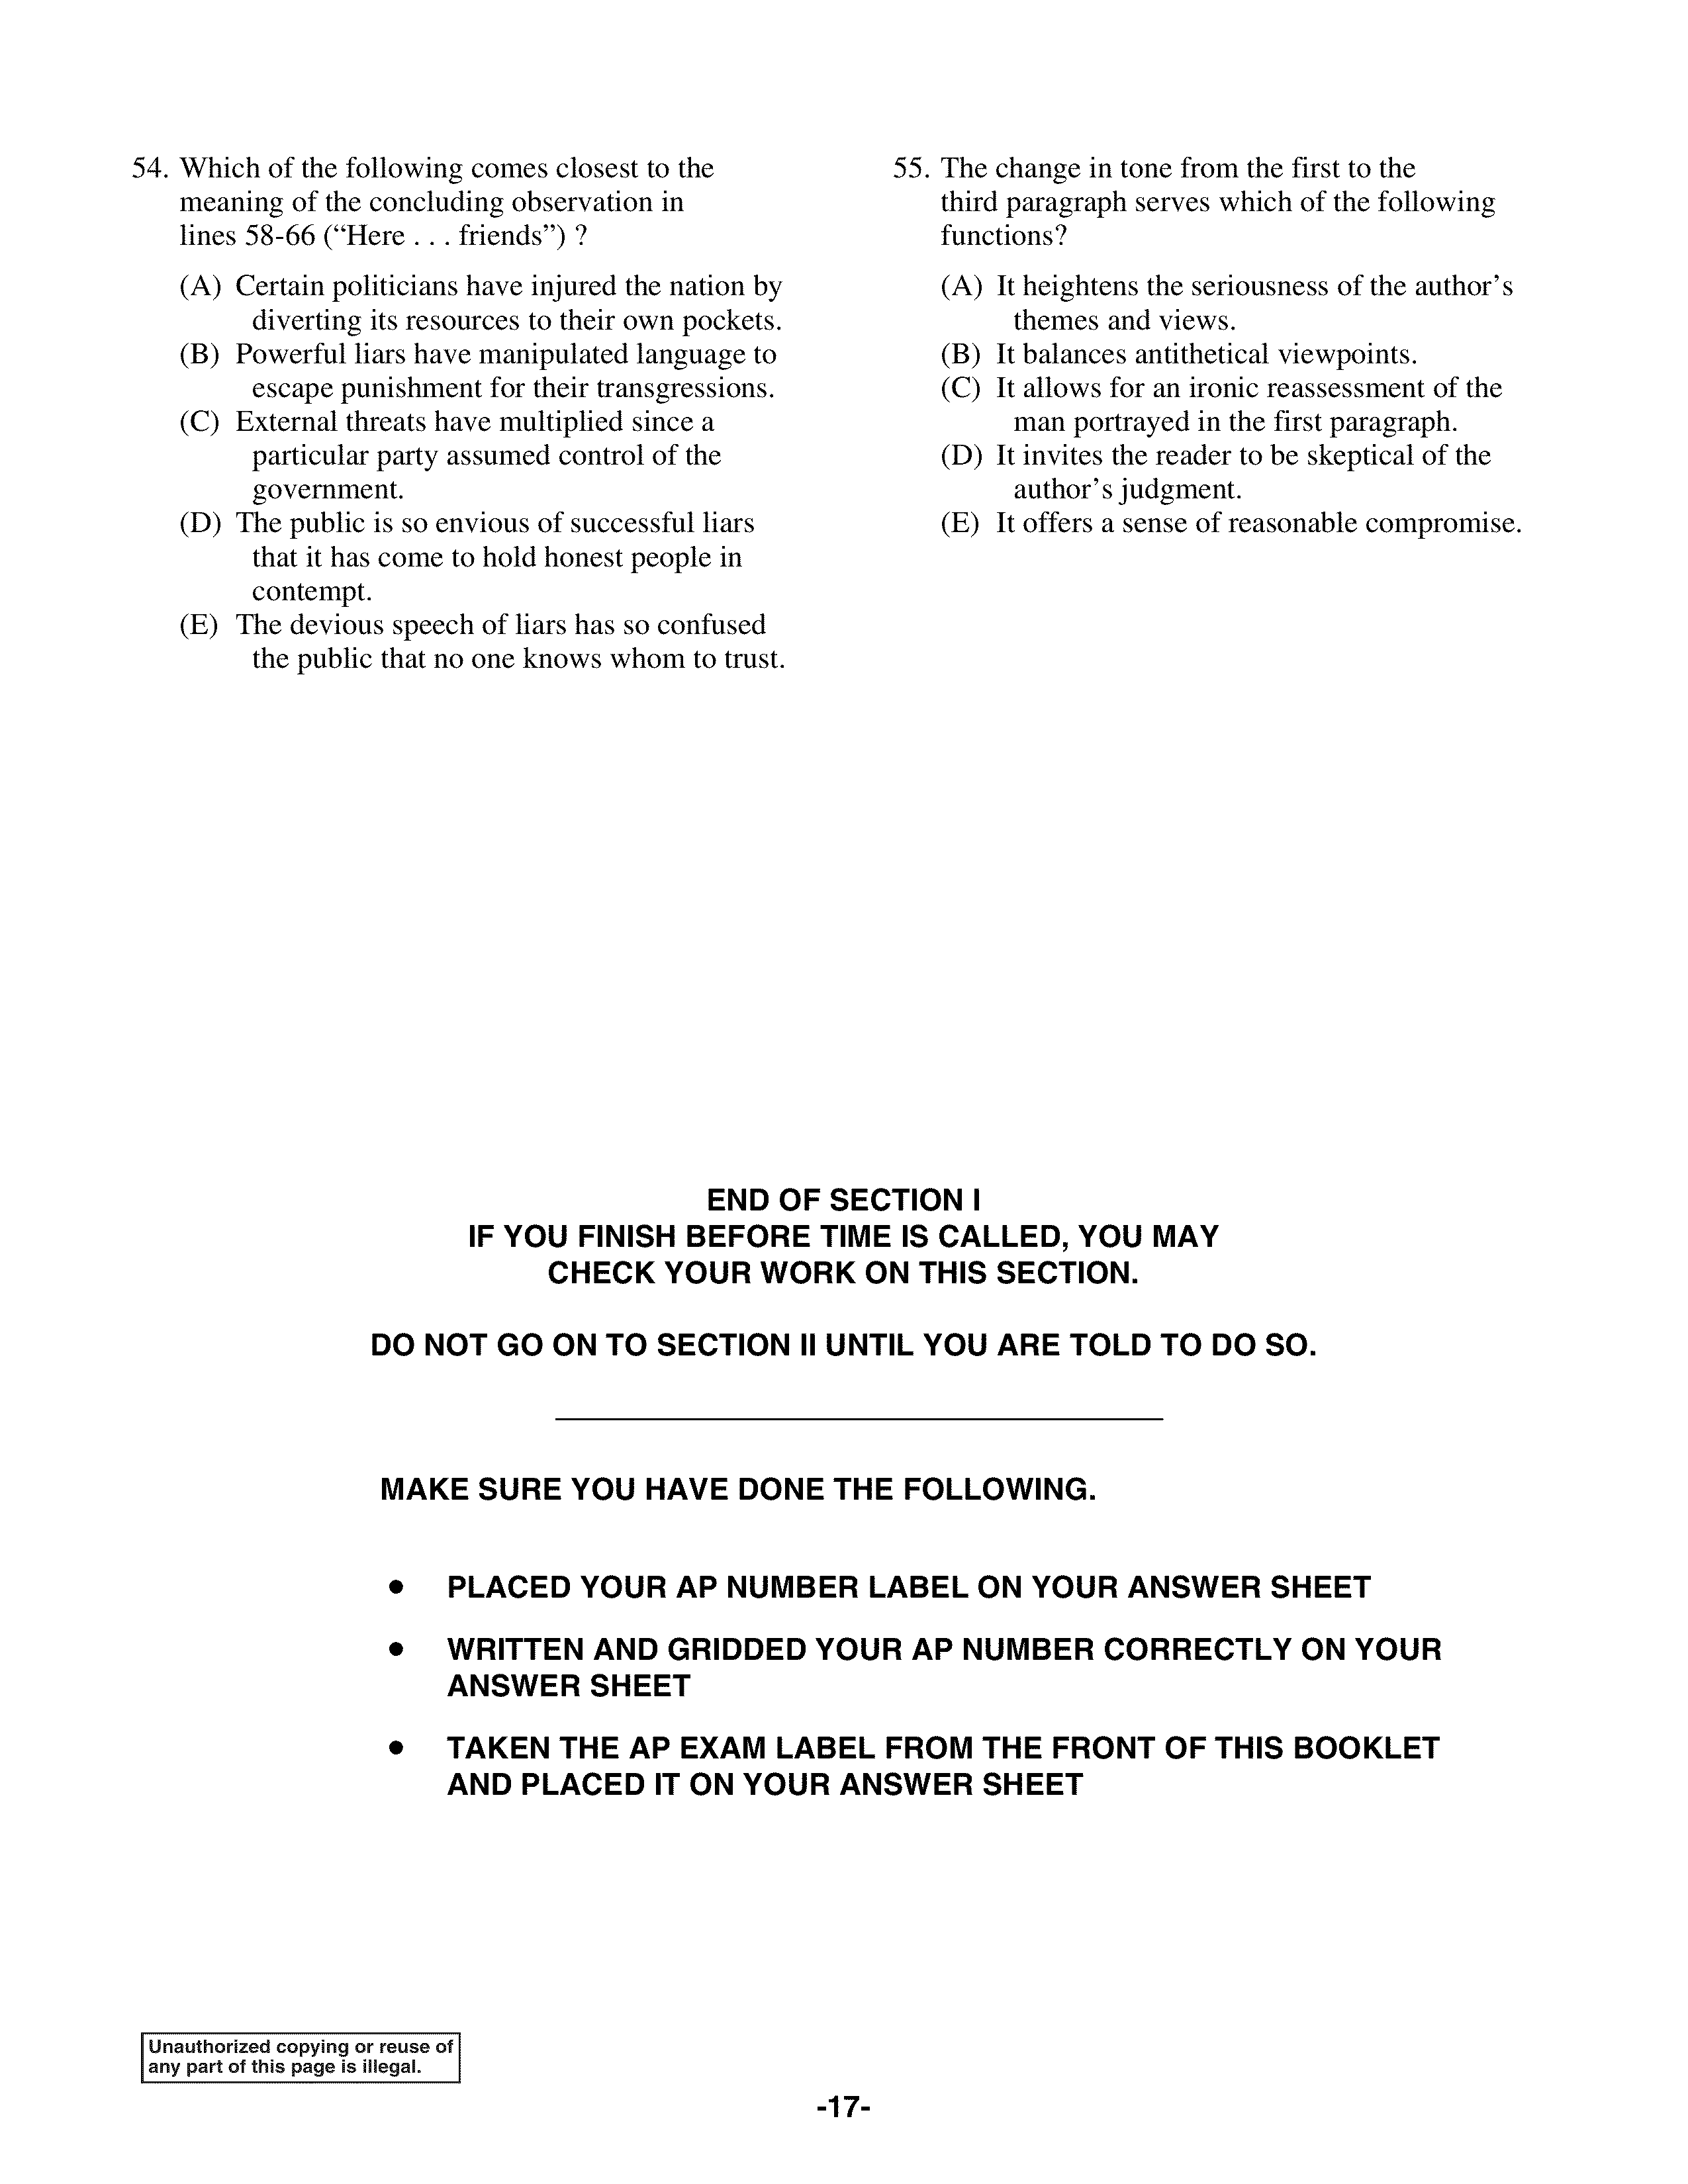 54. Which of the following comes closest to the
meaning of the concluding observation in
lines 58-66 (“Here . . . friends”) ?
(A) Certain politicians have injured the nation by
diverting its resources to their own pockets.
(B) Powerful liars have manipulated language to
escape punishment for their transgressions.
(C) External threats have multiplied since a
particular party assumed control of the
government.
(D) The public is so envious of successful liars
that it has come to hold honest people in
contempt.
(E) The devious speech of liars has so confused
the public that no one knows whom to trust.
55. The change in tone from the first to the
third paragraph serves which of the following
functions?
(A) It heightens the seriousness of the author’s
themes and views.
(B) It balances antithetical viewpoints.
(C) It allows for an ironic reassessment of the
man portrayed in the first paragraph.
(D) It invites the reader to be skeptical of the
author’s judgment.
(E) It offers a sense of reasonable compromise.
END OF SECTION I
IF YOU FINISH BEFORE TIME IS CALLED, YOU MAY
CHECK YOUR WORK ON THIS SECTION.
DO NOT GO ON TO SECTION II UNTIL YOU ARE TOLD TO DO SO.
MAKE SURE YOU HAVE DONE THE FOLLOWING.
• PLACED YOUR AP NUMBER LABEL ON YOUR ANSWER SHEET
• WRITTEN AND GRIDDED YOUR AP NUMBER CORRECTLY ON YOUR
ANSWER SHEET
• TAKEN THE AP EXAM LABEL FROM THE FRONT OF THIS BOOKLET
AND PLACED IT ON YOUR ANSWER SHEET
Unauthorized copying or reuse of
any part of this page is illegal.
-17-